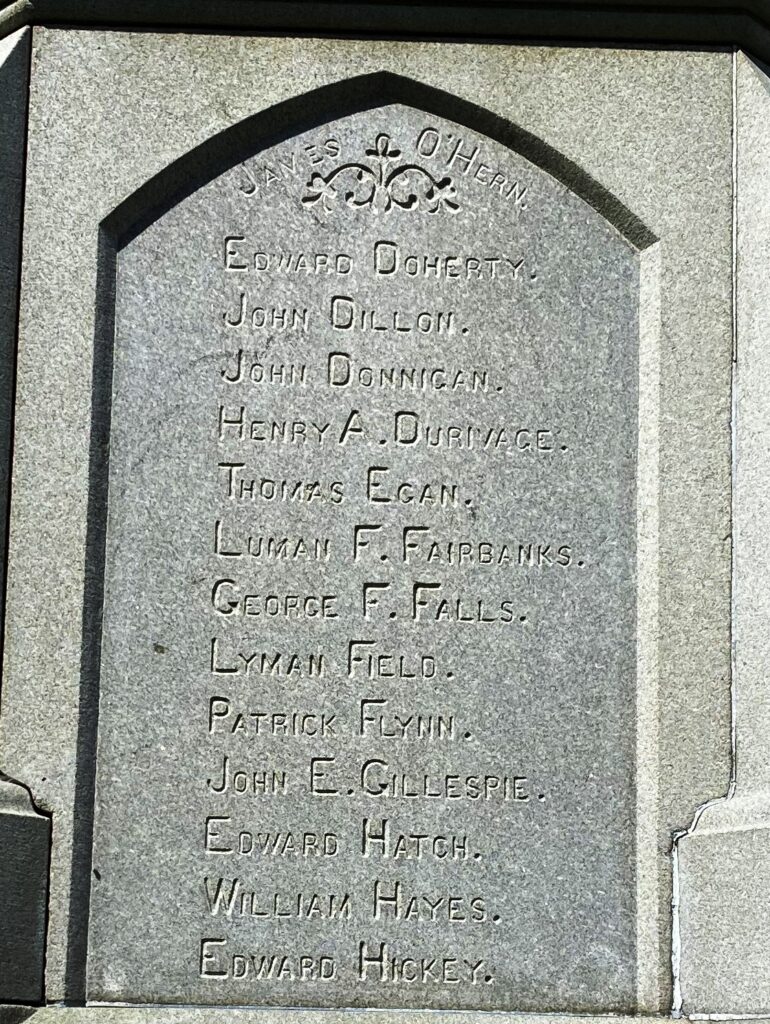 James O'Hern.
Edward Doherty.
John Dillon.
John Donnigan.
Henry A. Durivage.
Thomas Egan.
Luman F. Fairbanks.
George F. Falls.
Lyman Field.
Patrick Flynn.
John E. Gillespie.
Edward Hatch.
William Hayes.
Edward Hickey.